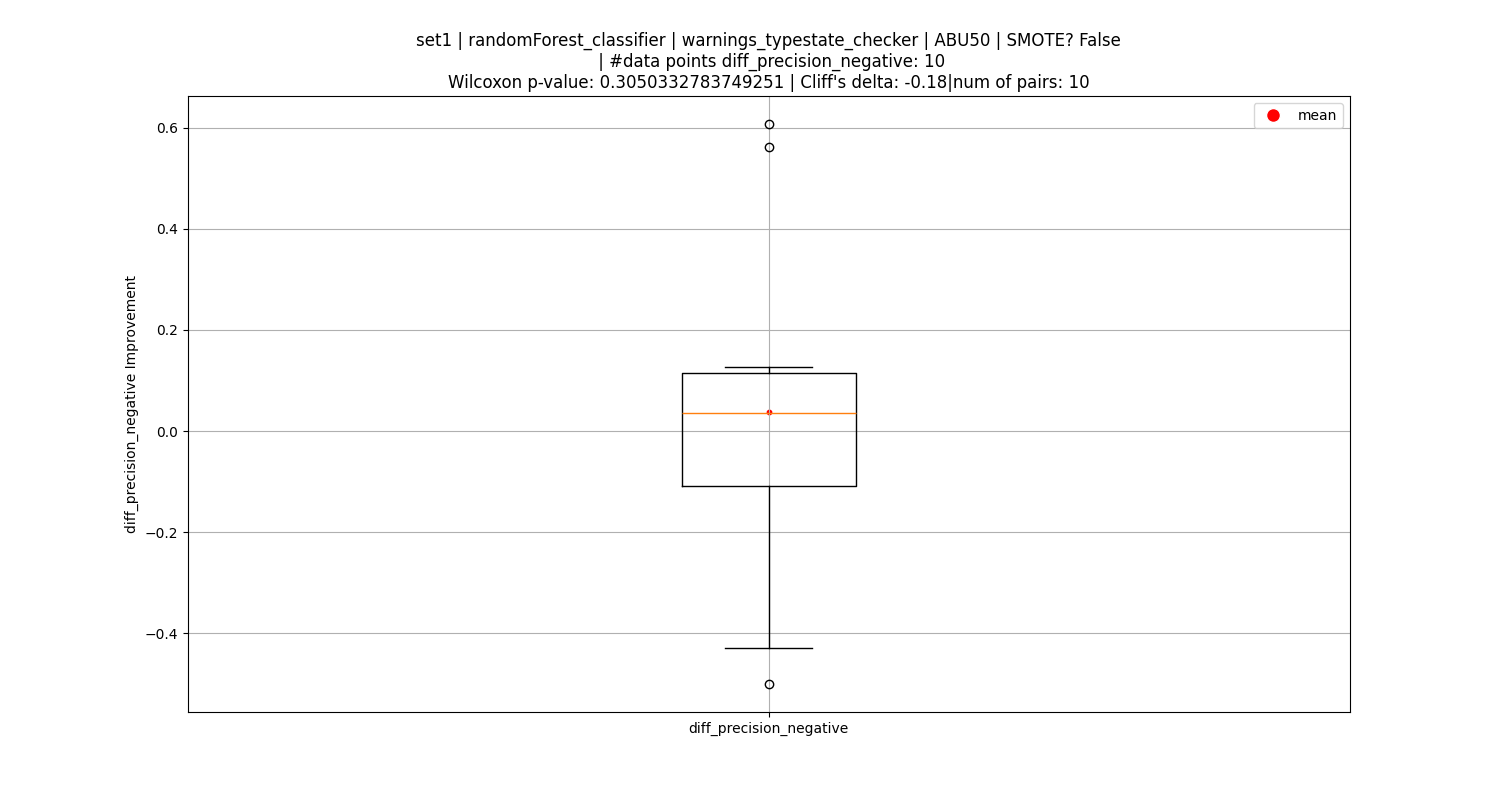 set1 | randomForest_classifier | warnings_typestate_checker | ABU50 | SMOTE? False
| #data points diff_precision_negative: 10
Wilcoxon p-value: 0.3050332783749251 | Cliff's delta: -0.18|num of pairs: 10
mean
0.6
0.4
0.2
0.0
−0.2
−0.4
diff_precision_negative Improvement
diff_precision_negative